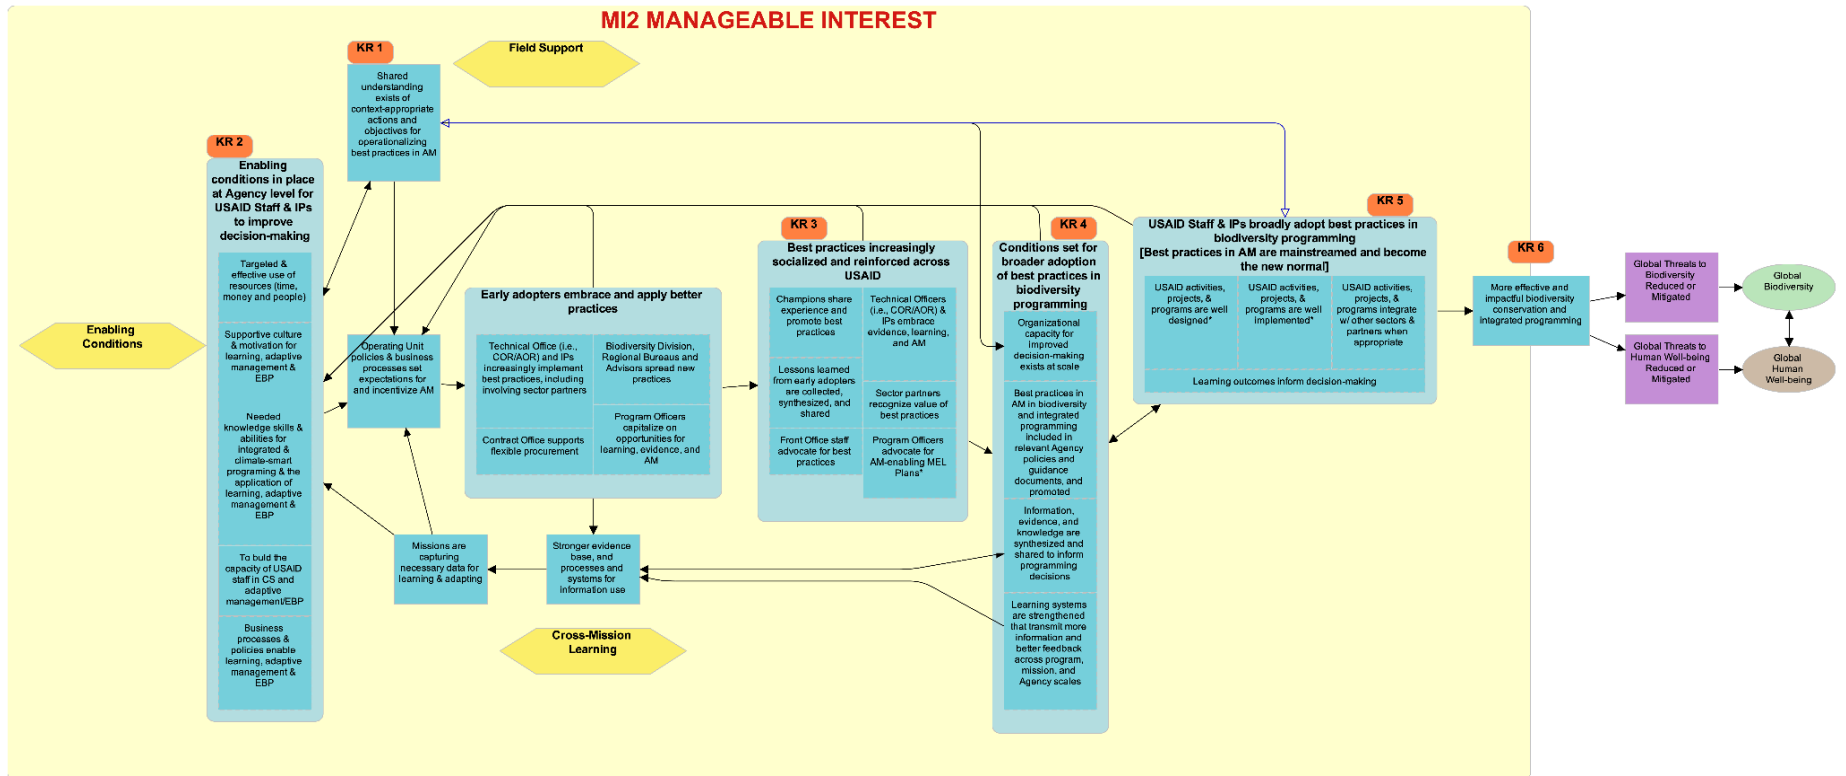 MI2 MANAGEABLE INTEREST
KR 1
Shared
understanding
exists of
context-appropriate
actions and
objectives for
operationalizing
best practices in AM
Field Support
KR 2
Enabling
conditions in place
at Agency level for
USAID Staff & IPs
to improve
decision-making
Targeted &
effective use of
resources (time,
money and people)
Supportive culture
& motivation for
learning, adaptive
management &
EBP
Needed
knowledge skills &
abilities for
integrated &
climate-smart
programing & the
application of
learning, adaptive
management &
EBP
To build the
capacity of USAID
staff in CS and
adaptive
management/EBP
Business
processes &
policies enable
learning, adaptive
management &
EBP
Enabling
Conditions
Operating Unit
policies & business
processes set
expectations for
and incentivize AM
Early adopters embrace and apply better
practices
Technical Office (i.e.,
COR/AOR) and IPs
increasingly implement
best practices, including
involving sector partners
Contract Office supports
flexible procurement
Biodiversity Division,
Regional Bureaus and
Advisors spread new
practices
Program Officers
capitalize on
opportunities for
learning, evidence, and
AM
Missions are
capturing
necessary data for
learning & adapting
Stronger evidence
base, and
processes and
systems for
information use
Cross-Mission
Learning
KR 3
Best practices increasingly
socialized and reinforced across
USAID
Champions share
experience and
promote best
practices
Lessons learned
from early adopters
are collected,
synthesized, and
shared
Front Office staff
advocate for best
practices
Technical Officers
(i.e., COR/AOR) &
IPs embrace
evidence, learning,
and AM
Sector partners
recognize value of
best practices
Program Officers
advocate for
AM-enabling MEL
Plans*
KR 4
Conditions set for
broader adoption
of best practices in
biodiversity
programming
Organizational
capacity for
improved
decision-making
exists at scale
Best practices in
AM in biodiversity
and integrated
programming
included in
relevant Agency
policies and
guidance
documents, and
promoted
Information,
evidence, and
knowledge are
synthesized and
shared to inform
programming
decisions
Learning systems
are strengthened
that transmit more
information and
better feedback
across program,
mission, and
Agency scales
KR 5
USAID Staff & IPs broadly adopt best practices in
biodiversity programming
[Best practices in AM are mainstreamed and become
the new normal]
USAID activities,
projects, &
programs are well
designed*
USAID activities,
projects, &
programs are well
implemented*
USAID activities,
projects, &
programs integrate
w/ other sectors &
partners when
appropriate
Learning outcomes inform decision-making
KR 6
More effective and
impactful biodiversity
conservation and
integrated programming
Global Threats to
Biodiversity
Reduced or
Mitigated
Global Threats to
Human Well-being
Reduced or
Mitigated
Global
Biodiversity
Global
Human
Well-being